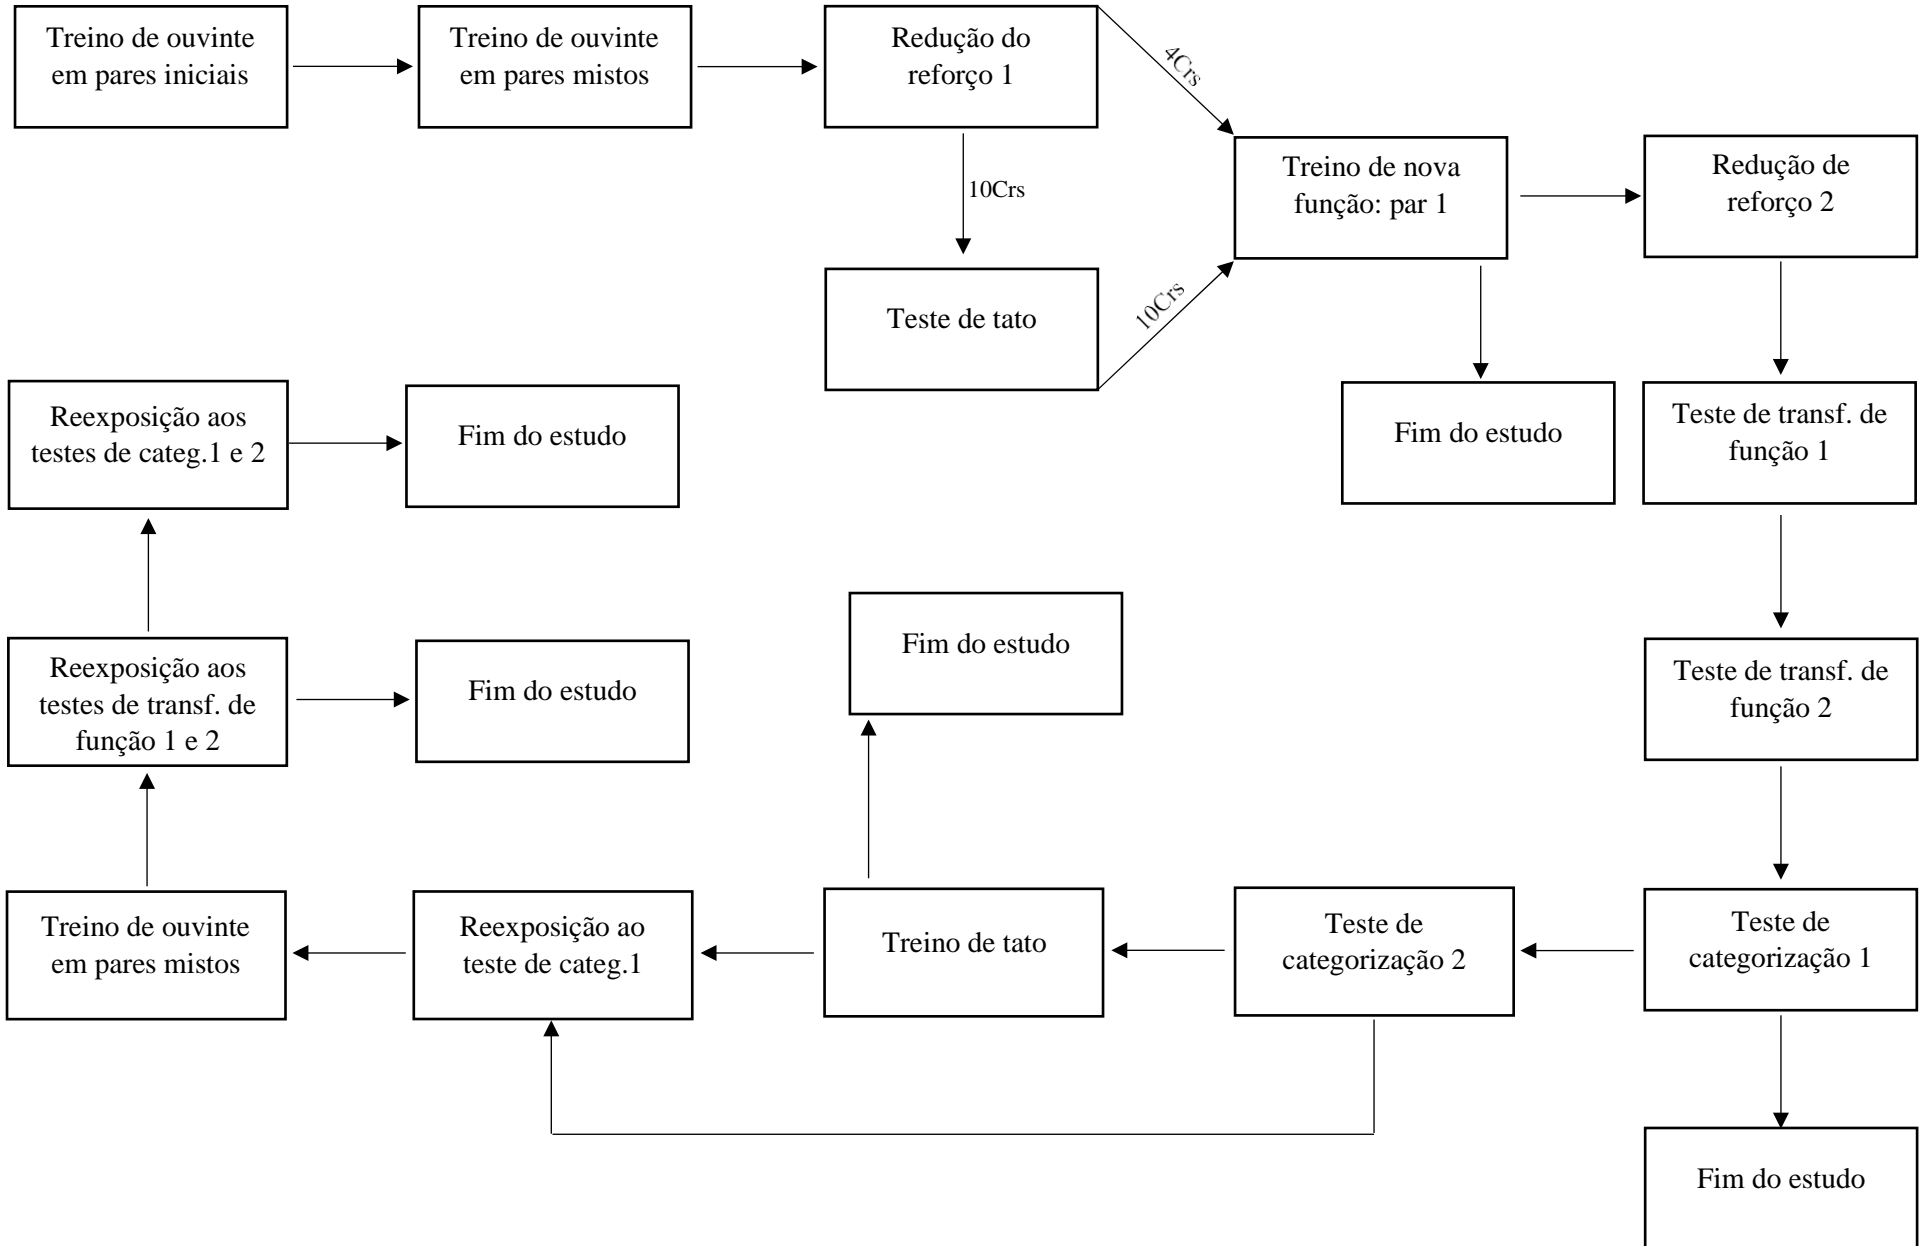 Treino de ouvinte
em pares iniciais
Treino de ouvinte
em pares mistos
Redução do
reforço 1
4Crs
10Crs
Treino de nova
função: par 1
Redução de
reforço 2
Teste de tato
10Crs
Reexposição aos
testes de categ.1 e 2
Fim do estudo
Fim do estudo
Teste de transf. de
função 1
Reexposição aos
testes de transf. de
função 1 e 2
Fim do estudo
Fim do estudo
Teste de transf. de
função 2
Treino de ouvinte
em pares mistos
Reexposição ao
teste de categ.1
Treino de tato
Teste de
categorização 2
Teste de
categorização 1
Fim do estudo